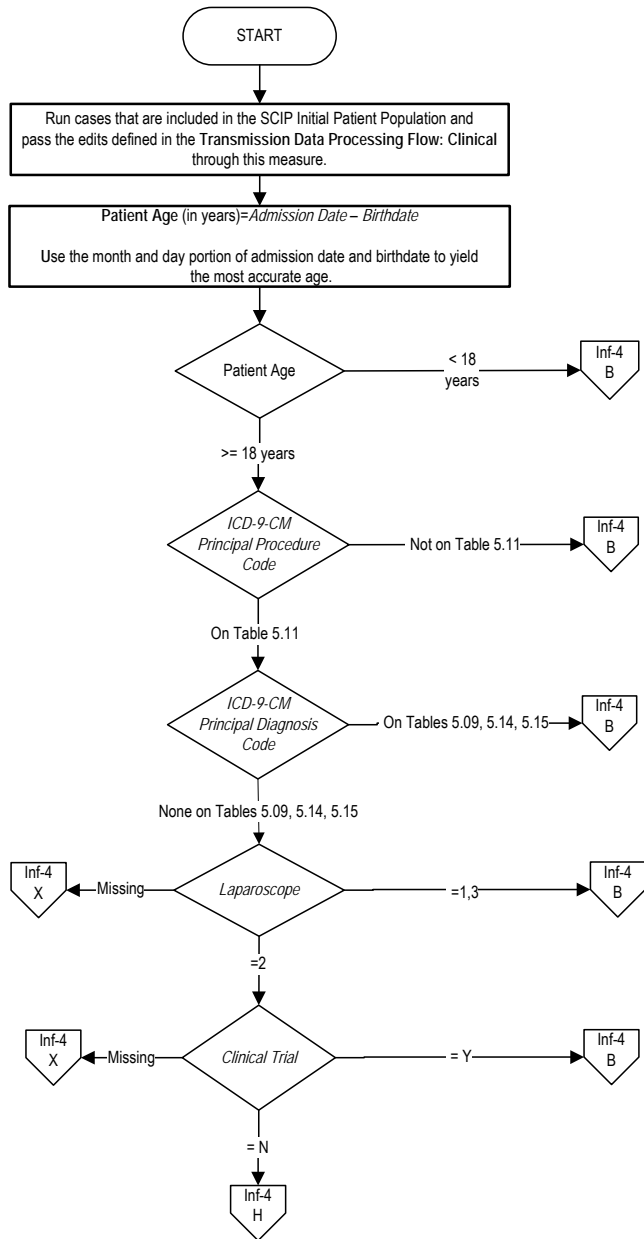 START
Run cases that are included in the SCIP Initial Patient Population and
pass the edits defined in the Transmission Data Processing Flow: Clinical
through this measure.
Patient Age (in years)=Admission Date – Birthdate
Use the month and day portion of admission date and birthdate to yield
the most accurate age.
Patient Age
< 18
years
Inf-4
B
>= 18 years
ICD-9-CM
Principal Procedure
Code
Not on Table 5.11
Inf-4
B
On Table 5.11
ICD-9-CM
Principal Diagnosis
Code
On Tables 5.09, 5.14, 5.15
Inf-4
B
None on Tables 5.09, 5.14, 5.15
Inf-4
X
Missing
Laparoscope
=1,3
Inf-4
B
=2
Inf-4
X
Missing
Clinical Trial
= Y
Inf-4
B
= N
Inf-4
H